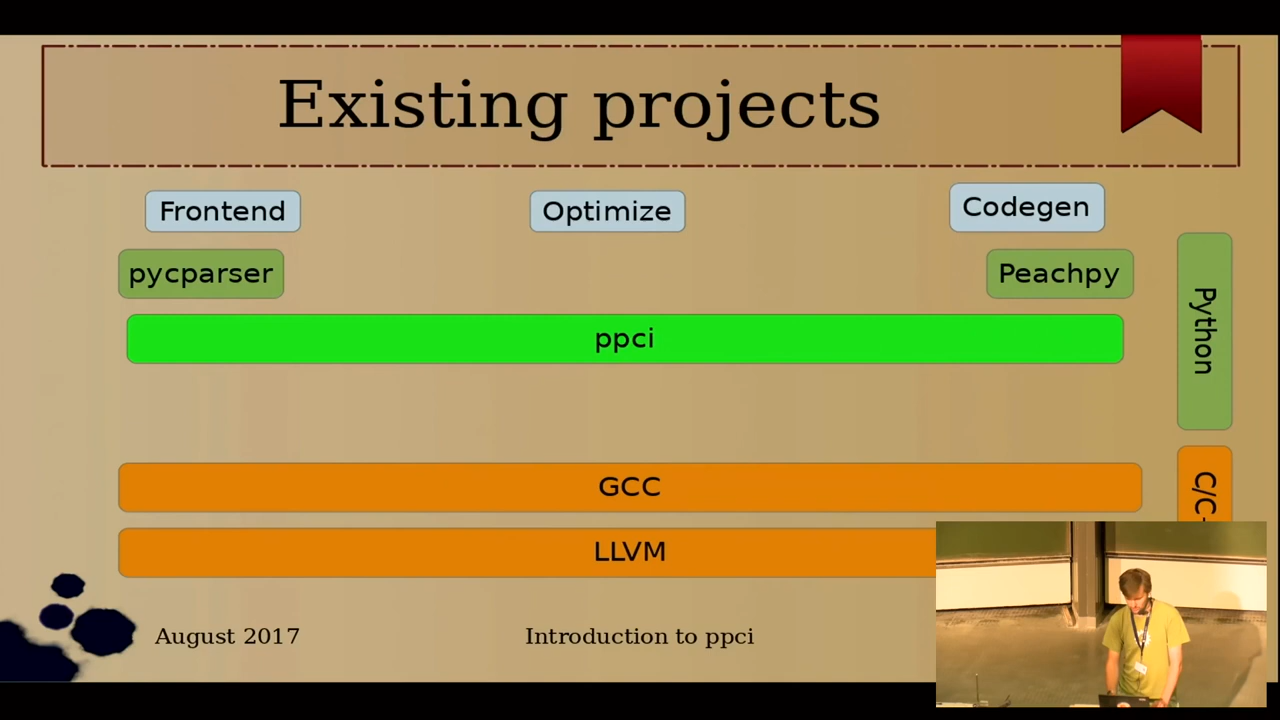 Existing projects
Frontend
Optimize
Codegen
pycparser
Peachpy
ppci
Python
GCC
C/C-
LLVM
August 2017
Introduction to ppci